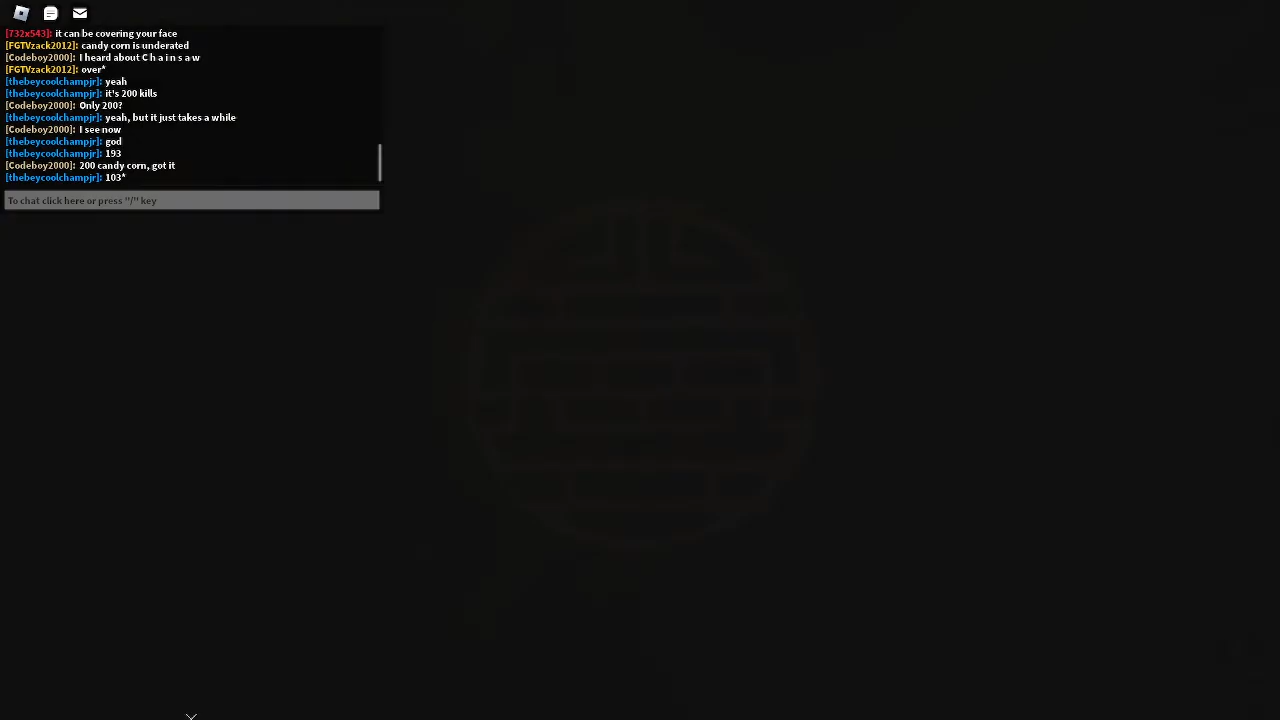 [732x543]: it can be covering your face
[FGTVzack2012]: candy corn is underated
[Codeboy2000]: I heard about C h a i n s a w
[FGTVzack2012]: over*
[thebeycoolchampjr]: yeah
[thebeycoolchampjr]: it's 200 kills
[Codeboy2000]: Only 200?
[thebeycoolchampjr]: yeah, but it just takes a while
[Codeboy2000]: I see now
[thebeycoolchampjr]: god
[thebeycoolchampjr]: 193
[Codeboy2000]: 200 candy corn, got it
[thebeycoolchampjr]: 103*
To chat click here or press "/" key